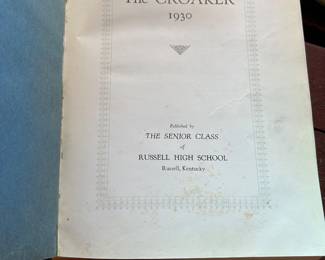 The CROAKER
1930
Published by
THE SENIOR CLASS
of
RUSSELL HIGH SCHOOL
Russell, Kentucky